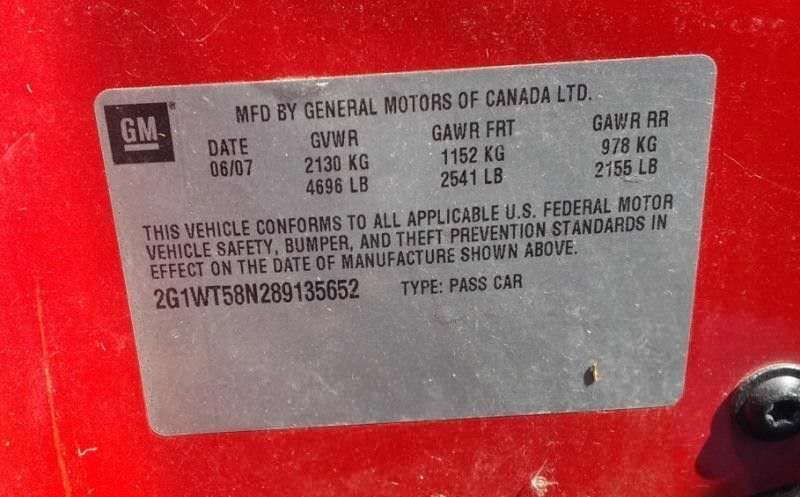 GM
MFD BY GENERAL MOTORS OF CANADA LTD.
DATE GVWR GAWR FRT GAWR RR
06/07 2130 KG 1152 KG 978 KG
4696 LB 2541 LB 2155 LB
THIS VEHICLE CONFORMS TO ALL APPLICABLE U.S. FEDERAL MOTOR
VEHICLE SAFETY, BUMPER, AND THEFT PREVENTION STANDARDS IN
EFFECT ON THE DATE OF MANUFACTURE SHOWN ABOVE.
2G1WT58N289135652 TYPE: PASS CAR